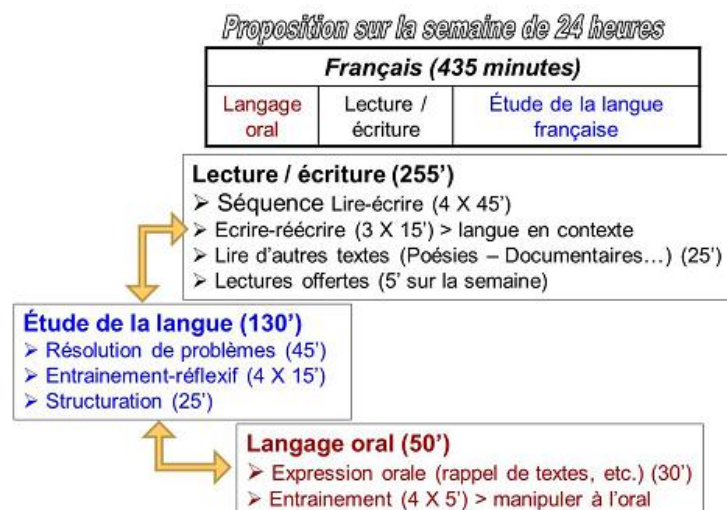 Proposition sur la semaine de 24 heures
Français (435 minutes)
Langage oral
Lecture / écriture
Étude de la langue française
Lecture / écriture (255’)
➢ Séquence Lire-écrire (4 X 45’)
➢ Ecrire-réécrire (3 X 15’) > langue en contexte
➢ Lire d’autres textes (Poésies – Documentaires…) (25’)
➢ Lectures offertes (5’ sur la semaine)
Étude de la langue (130’)
➢ Résolution de problèmes (45’)
➢ Entrainement-réflexif (4 X 15’)
➢ Structuration (25’)
Langage oral (50’)
➢ Expression orale (rappel de textes, etc.) (30’)
➢ Entrainement (4 X 5’) > manipuler à l’oral